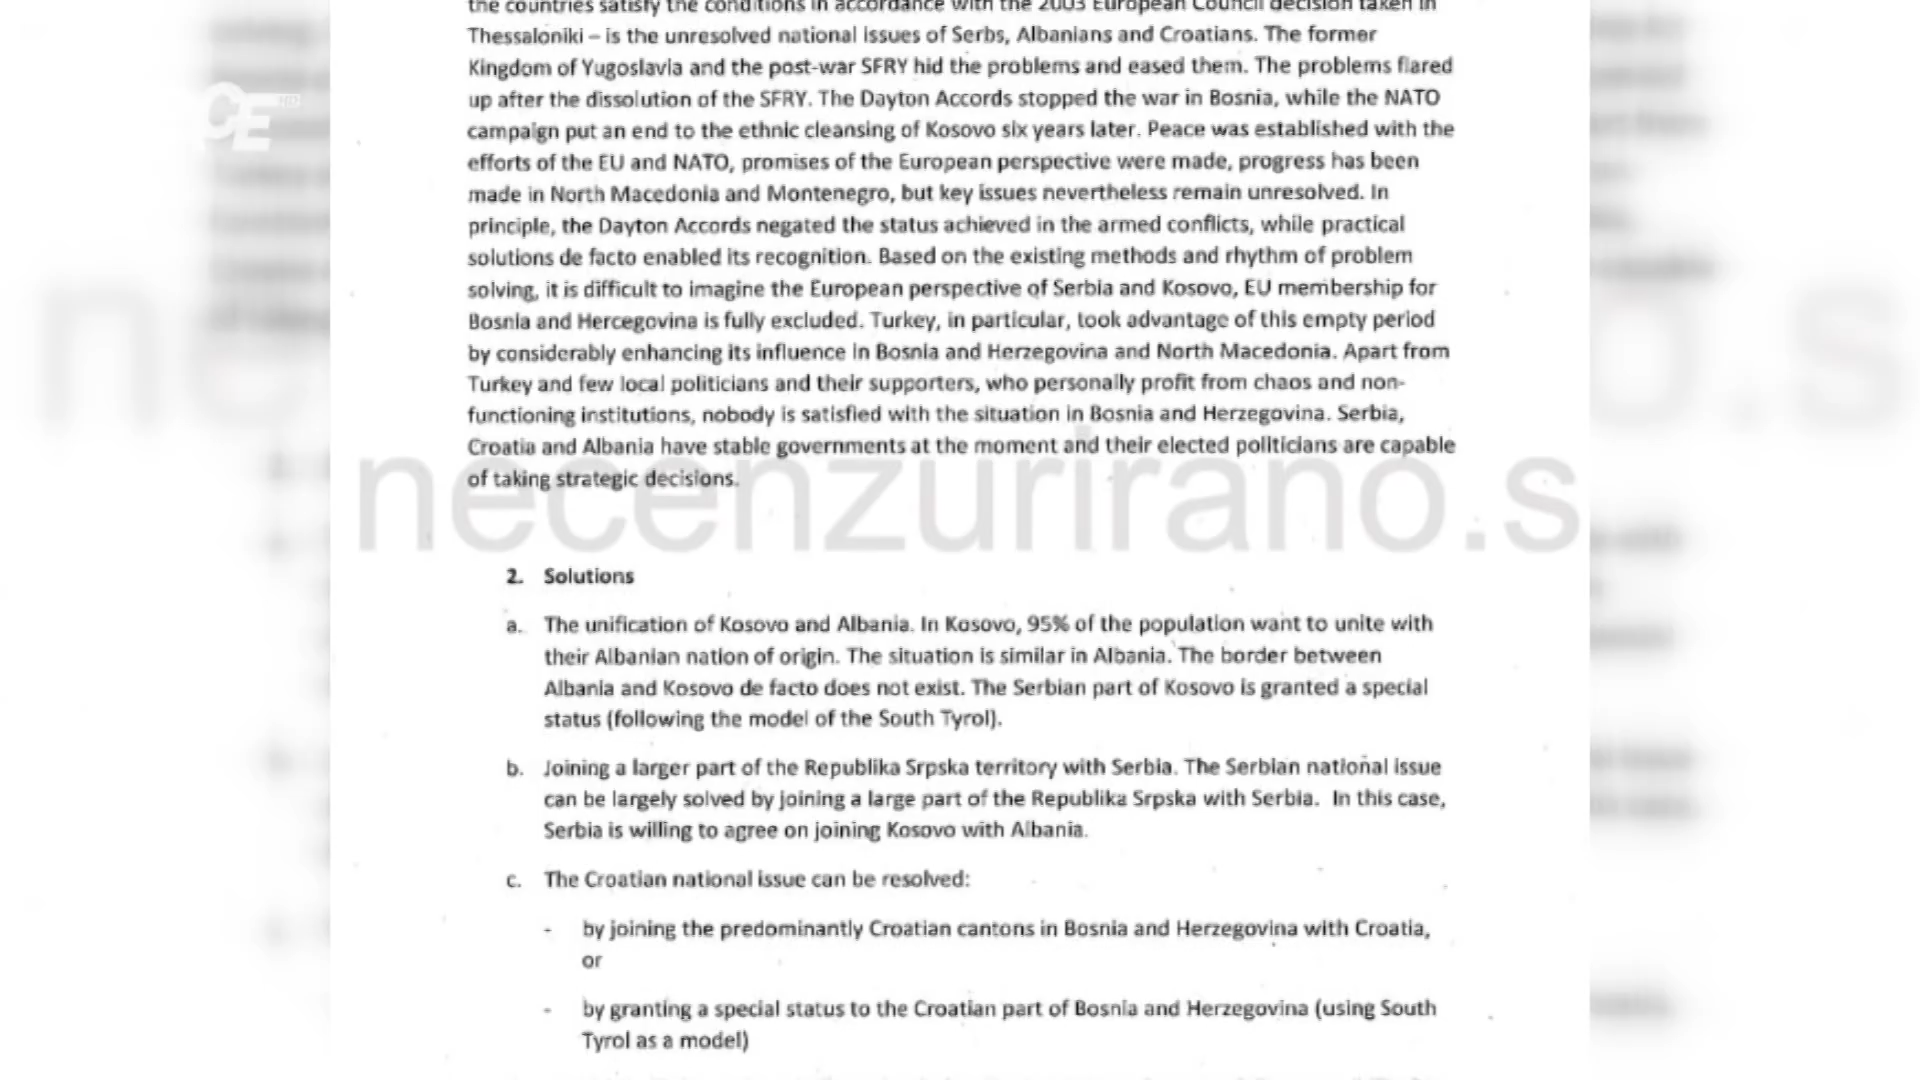 the countries satisfy the conditions in accordance with the 2003 European Council decision taken in
Thessaloniki – is the unresolved national issues of Serbs, Albanians and Croatians. The former
Kingdom of Yugoslavia and the post-war SFRY hid the problems and eased them. The problems flared
up after the dissolution of the SFRY. The Dayton Accords stopped the war in Bosnia, while the NATO
campaign put an end to the ethnic cleansing of Kosovo six years later. Peace was established with the
efforts of the EU and NATO, promises of the European perspective were made, progress has been
made in North Macedonia and Montenegro, but key issues nevertheless remain unresolved. In
principle, the Dayton Accords negated the status achieved in the armed conflicts, while practical
solutions de facto enabled its recognition. Based on the existing methods and rhythm of problem
solving, it is difficult to imagine the European perspective of Serbia and Kosovo, EU membership for
Bosnia and Hercegovina is fully excluded. Turkey, in particular, took advantage of this empty period
by considerably enhancing its influence in Bosnia and Herzegovina and North Macedonia. Apart from
Turkey and few local politicians and their supporters, who personally profit from chaos and non-
functioning institutions, nobody is satisfied with the situation in Bosnia and Herzegovina. Serbia,
Croatia and Albania have stable governments at the moment and their elected politicians are capable
of taking strategic decisions.
necenzurirano.s
2. Solutions
a. The unification of Kosovo and Albania. In Kosovo, 95% of the population want to unite with
their Albanian nation of origin. The situation is similar in Albania. The border between
Albania and Kosovo de facto does not exist. The Serbian part of Kosovo is granted a special
status (following the model of the South Tyrol).
b. Joining a larger part of the Republika Srpska territory with Serbia. The Serbian national issue
can be largely solved by joining a large part of the Republika Srpska with Serbia. In this case,
Serbia is willing to agree on joining Kosovo with Albania.
c. The Croatian national issue can be resolved:
- by joining the predominantly Croatian cantons in Bosnia and Herzegovina with Croatia,
or
- by granting a special status to the Croatian part of Bosnia and Herzegovina (using South
Tyrol as a model)